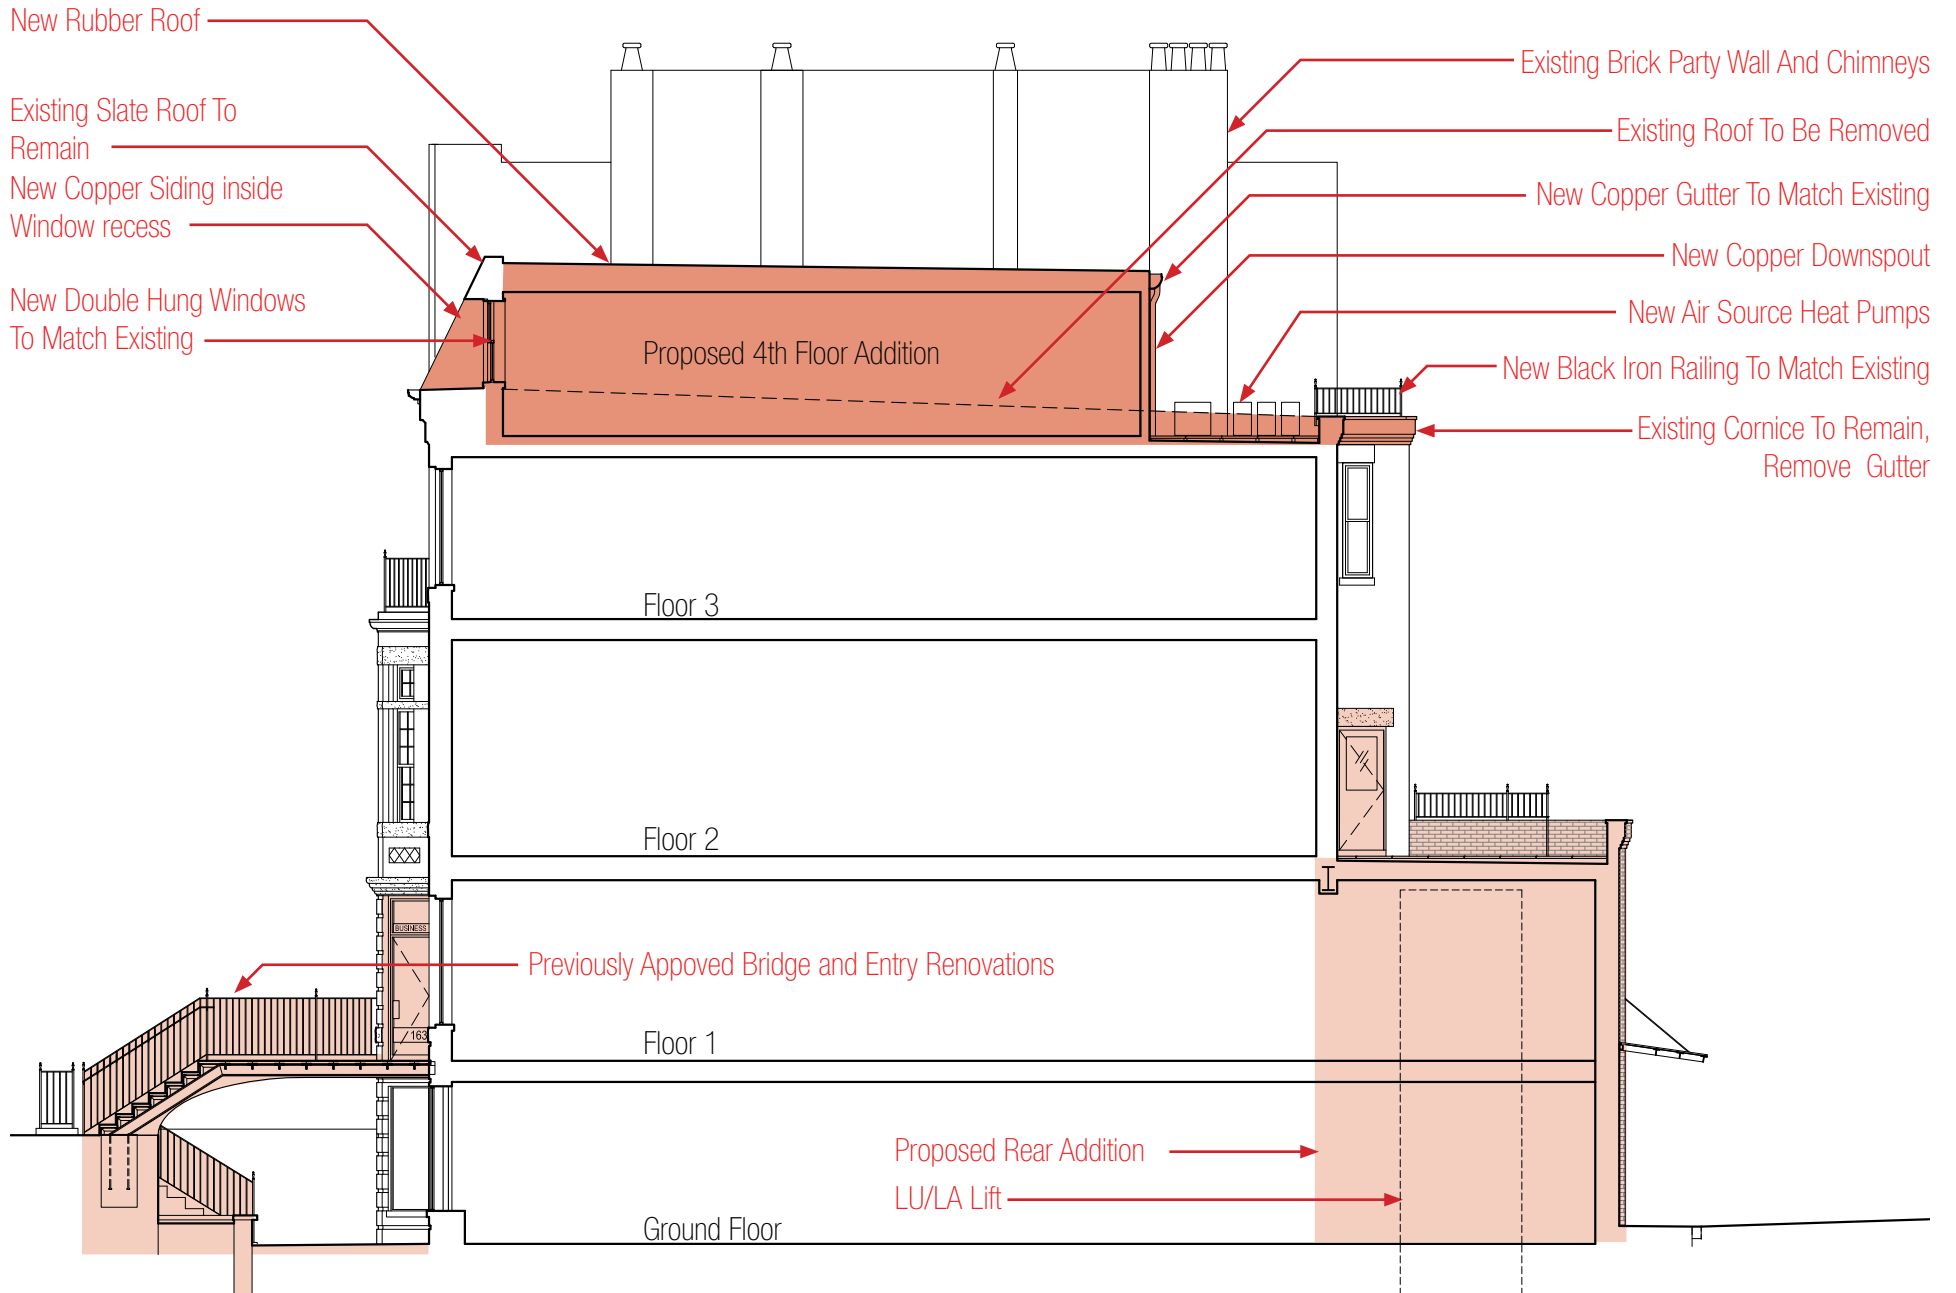 New Rubber Roof
Existing Slate Roof To
Remain
New Copper Siding inside
Window recess
New Double Hung Windows
To Match Existing
Existing Brick Party Wall And Chimneys
Existing Roof To Be Removed
New Copper Gutter To Match Existing
New Copper Downspout
New Air Source Heat Pumps
New Black Iron Railing To Match Existing
Existing Cornice To Remain,
Remove Gutter
Proposed 4th Floor Addition
Floor 3
Floor 2
BUSINESS
Previously Appoved Bridge and Entry Renovations
163
Floor 1
Proposed Rear Addition
LU/LA Lift
Ground Floor